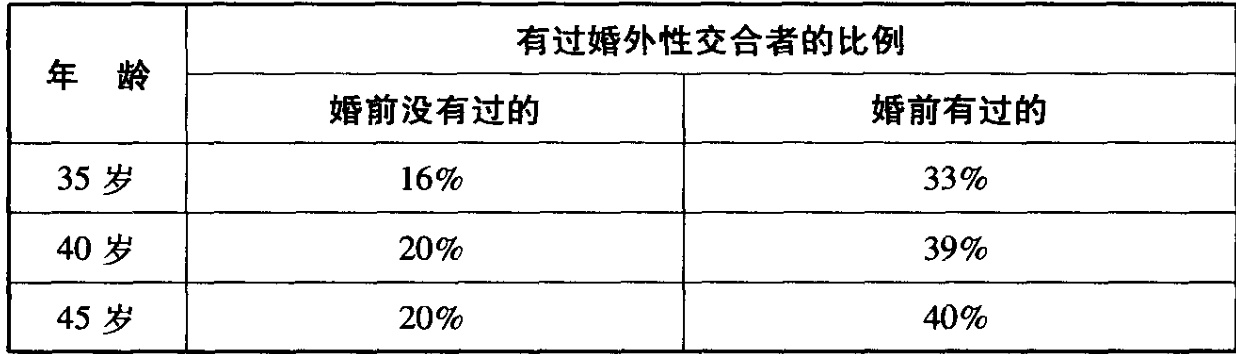 年 龄
有过婚外性交合者的比例
婚前没有过的
婚前有过的
35 岁
16%
33%
40 岁
20%
39%
45 岁
20%
40%